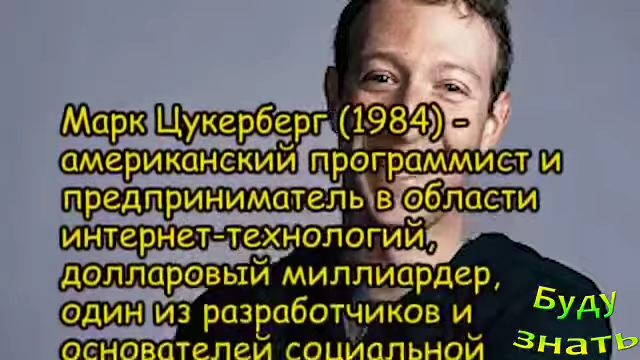 Марк Цукерберг (1984) -
американский программист и
предприниматель в области
интернет-технологий,
долларовый миллиардер,
один из разработчиков и
основателей социальной
Буду
знать